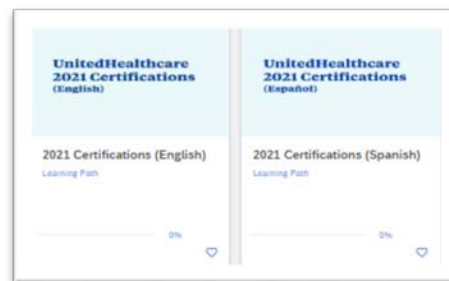 UnitedHealthcare
2021 Certifications
(English)
2021 Certifications (English)
Learning Path
0%
UnitedHealthcare
2021 Certifications
(Español)
2021 Certifications (Spanish)
Learning Path
0%